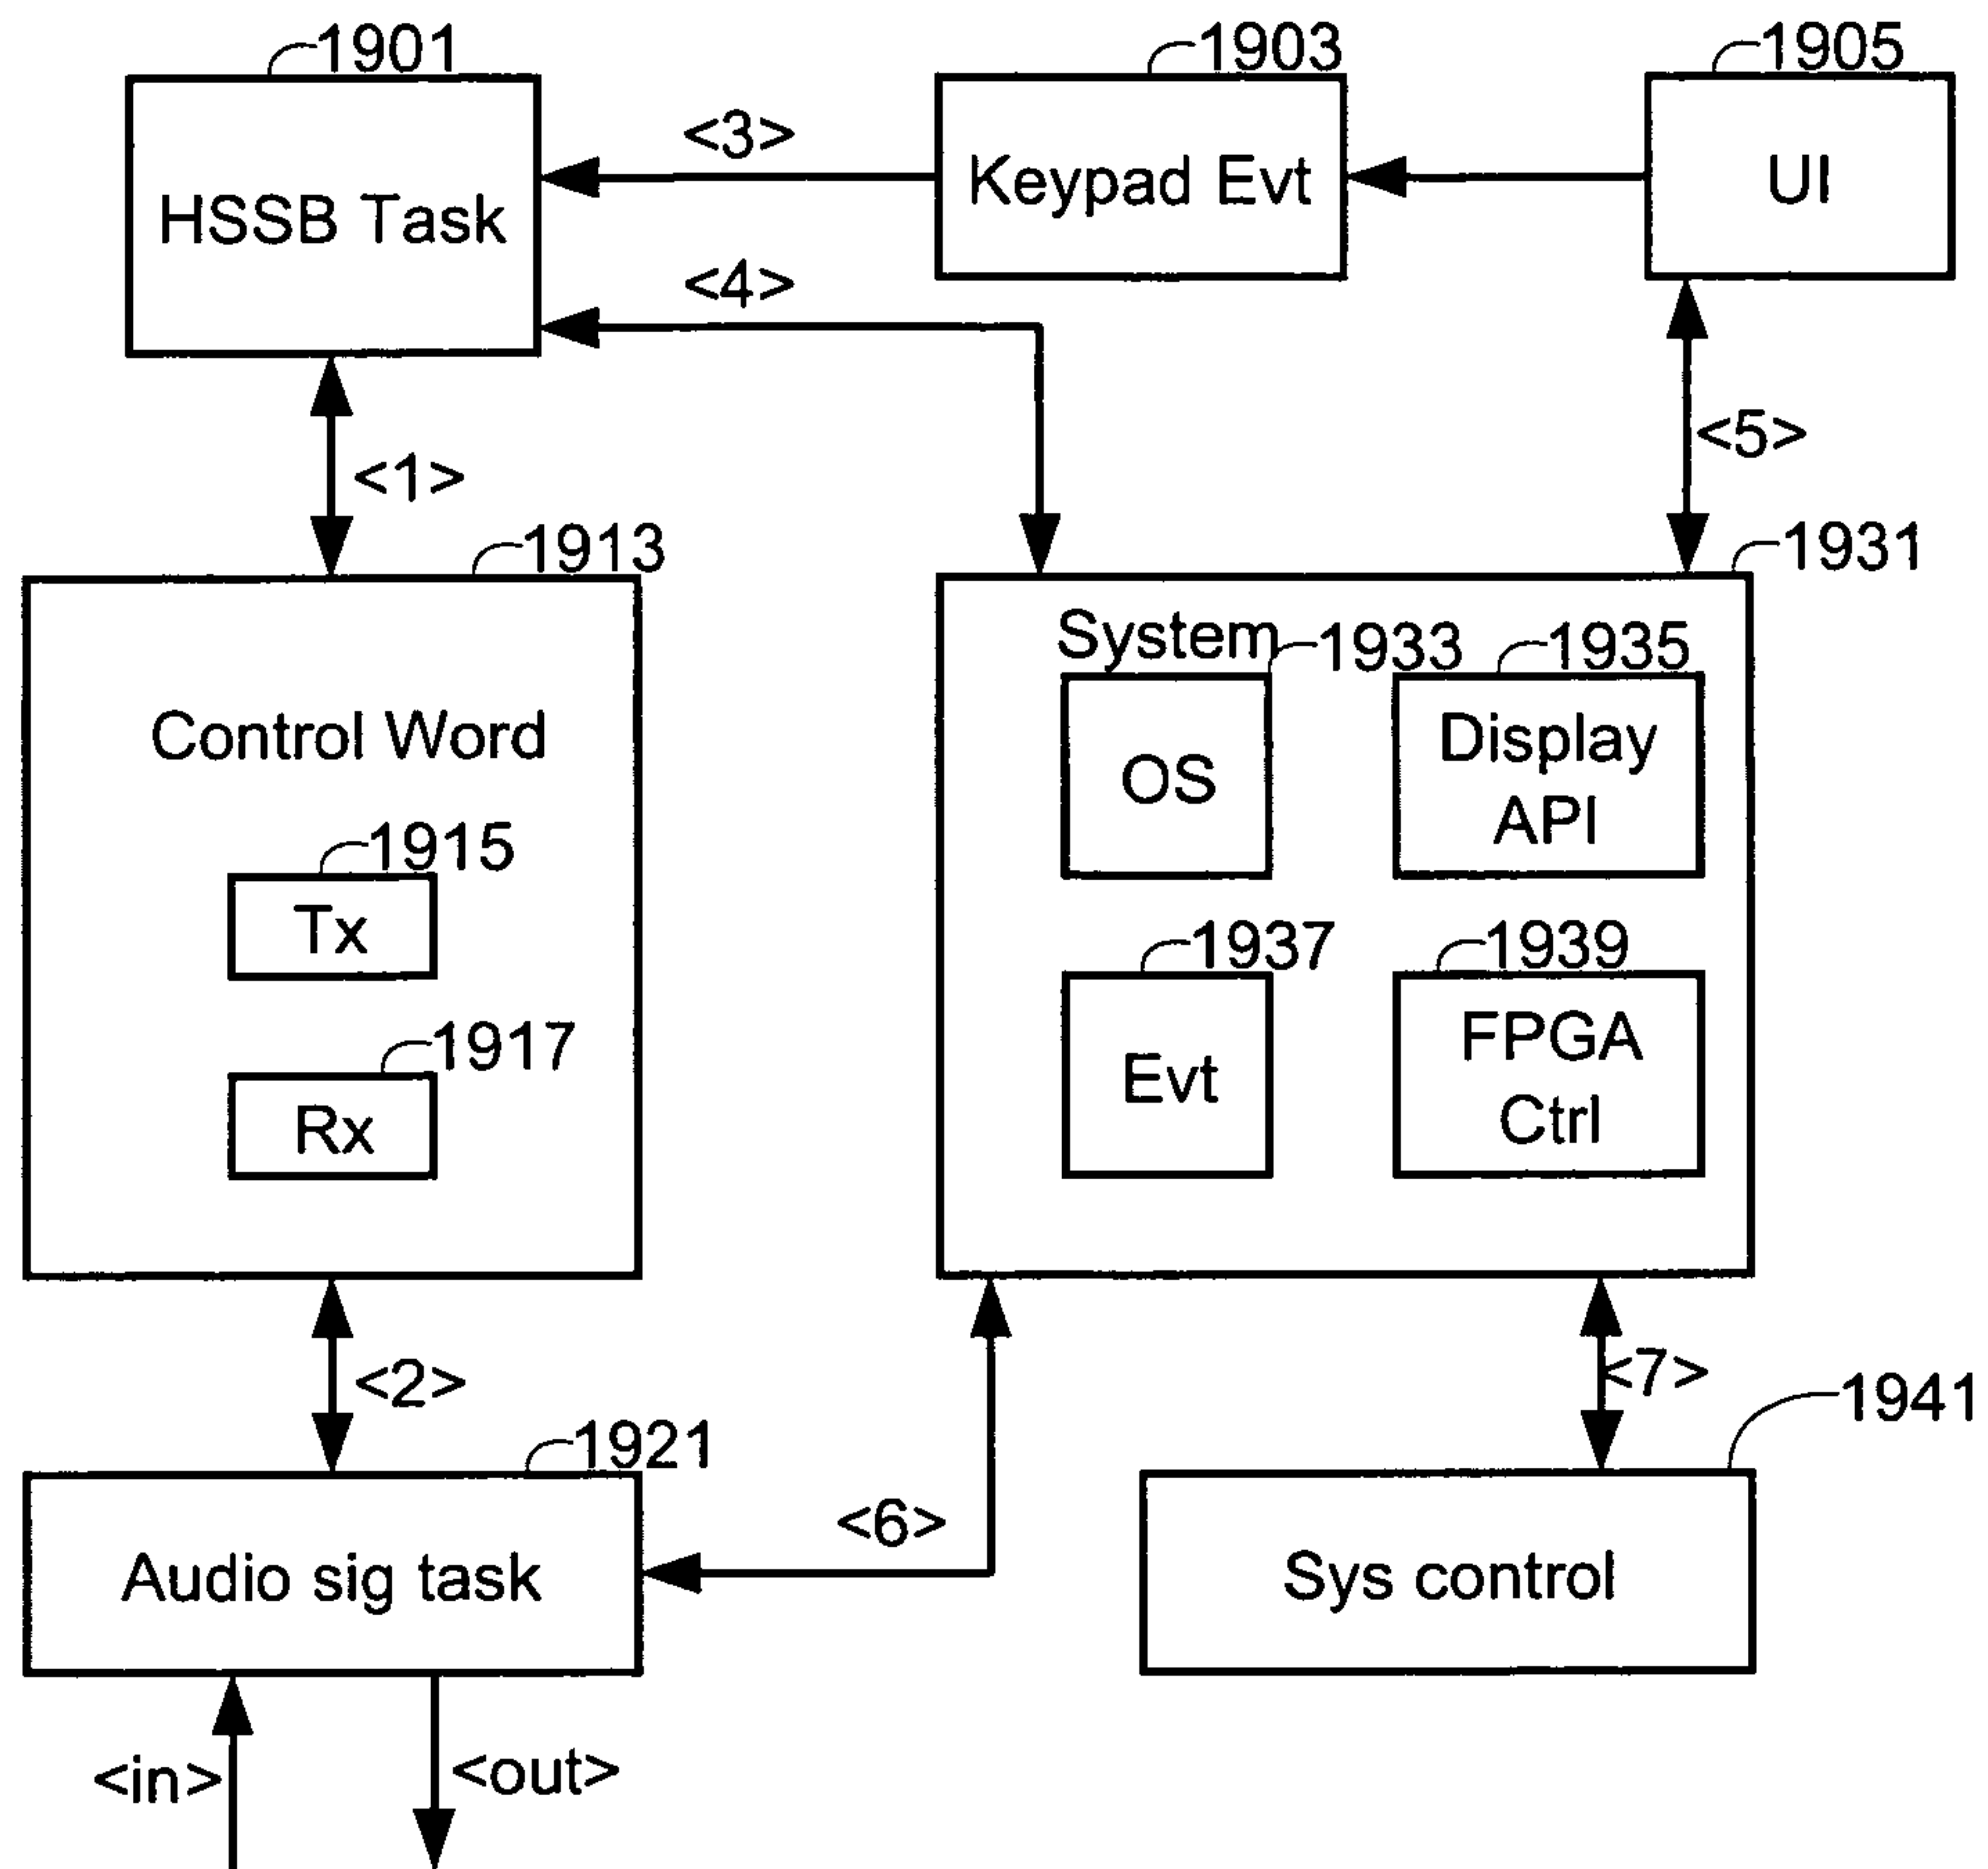 1901
1903
1905
HSSB Task
<3>
Keypad Evt
UI
<4>
<1>
<5>
1913
1931
Control Word
System
1933
1935
OS
Display
API
1915
Tx
1937
1939
Evt
FPGA
Ctrl
1917
Rx
<2>
<7>
1941
1921
<6>
Audio sig task
Sys control
<in>
<out>